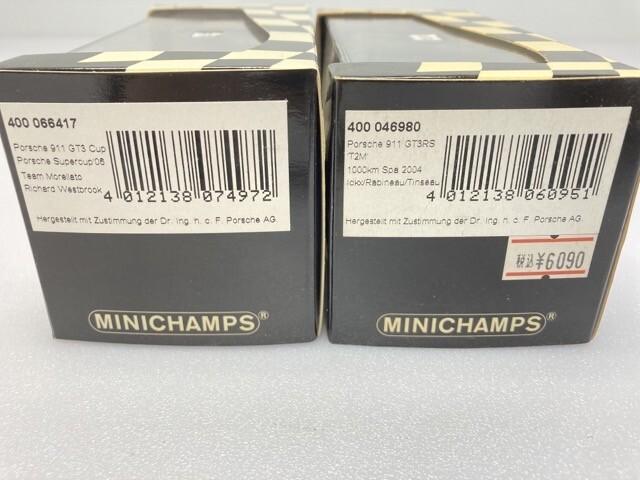 400 066417
Porsche 911 GT3 Cup
Porsche Supercup'06
Team Morellato
Richard Westbrook
4 012138 074972
Hergestellt mit Zustimmung der Dr. Ing. h. c. F. Porsche AG.
MINICHAMPS®
400 046980
Porsche 911 GT3RS
'T2M'
1000km Spa 2004
Ickx/Rabineau/Tinseau
4 012138 060951
Hergestellt mit Zustimmung der Dr. Ing. h. c. F. Porsche AG.
税込¥6090
MINICHAMPS®